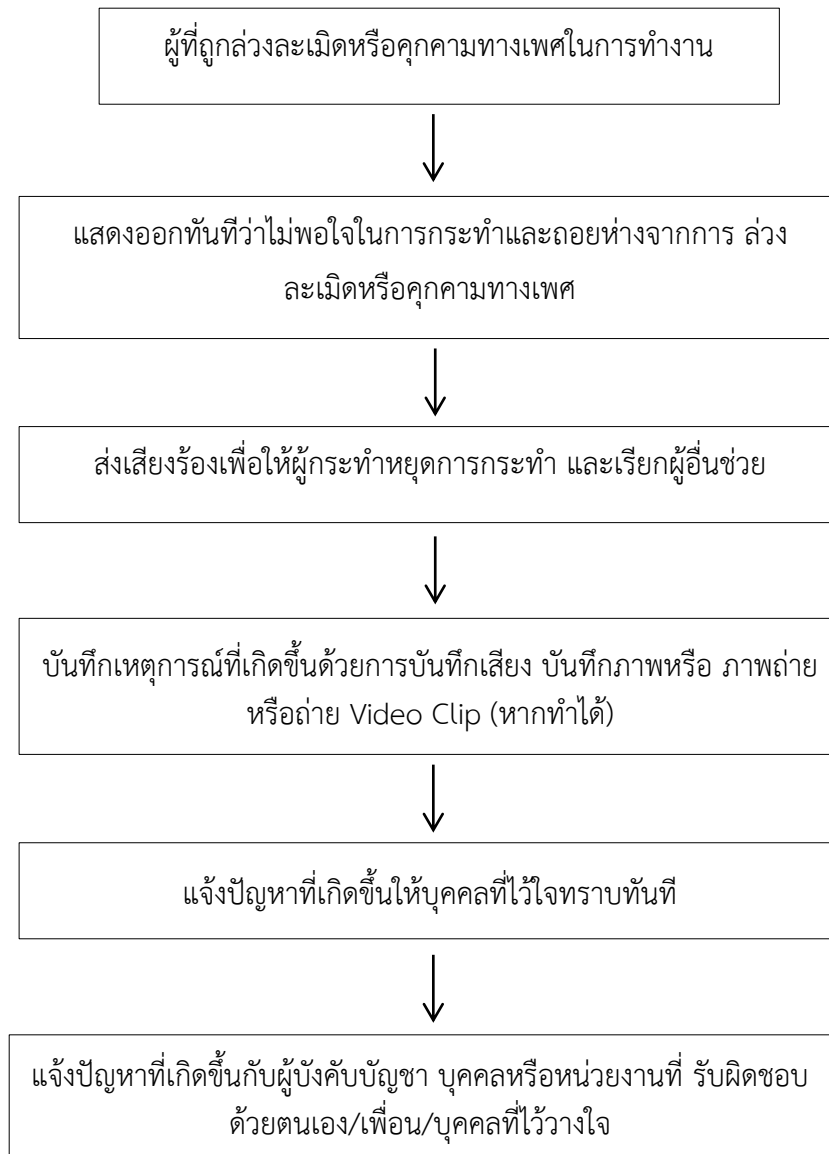 ผู้ที่ถูกล่วงละเมิดหรือคุกคามทางเพศในการทำงาน
แสดงออกทันทีว่าไม่พอใจในการกระทำและถอยห่างจากการ ล่วง
ละเมิดหรือคุกคามทางเพศ
ส่งเสียงร้องเพื่อให้ผู้กระทำหยุดการกระทำ และเรียกผู้อื่นช่วย
บันทึกเหตุการณ์ที่เกิดขึ้นด้วยการบันทึกเสียง บันทึกภาพหรือ ภาพถ่าย
หรือถ่าย Video Clip (หากทำได้)
แจ้งปัญหาที่เกิดขึ้นให้บุคคลที่ไว้ใจทราบทันที
แจ้งปัญหาที่เกิดขึ้นกับผู้บังคับบัญชา บุคคลหรือหน่วยงานที่ รับผิดชอบ
ด้วยตนเอง/เพื่อน/บุคคลที่ไว้วางใจ